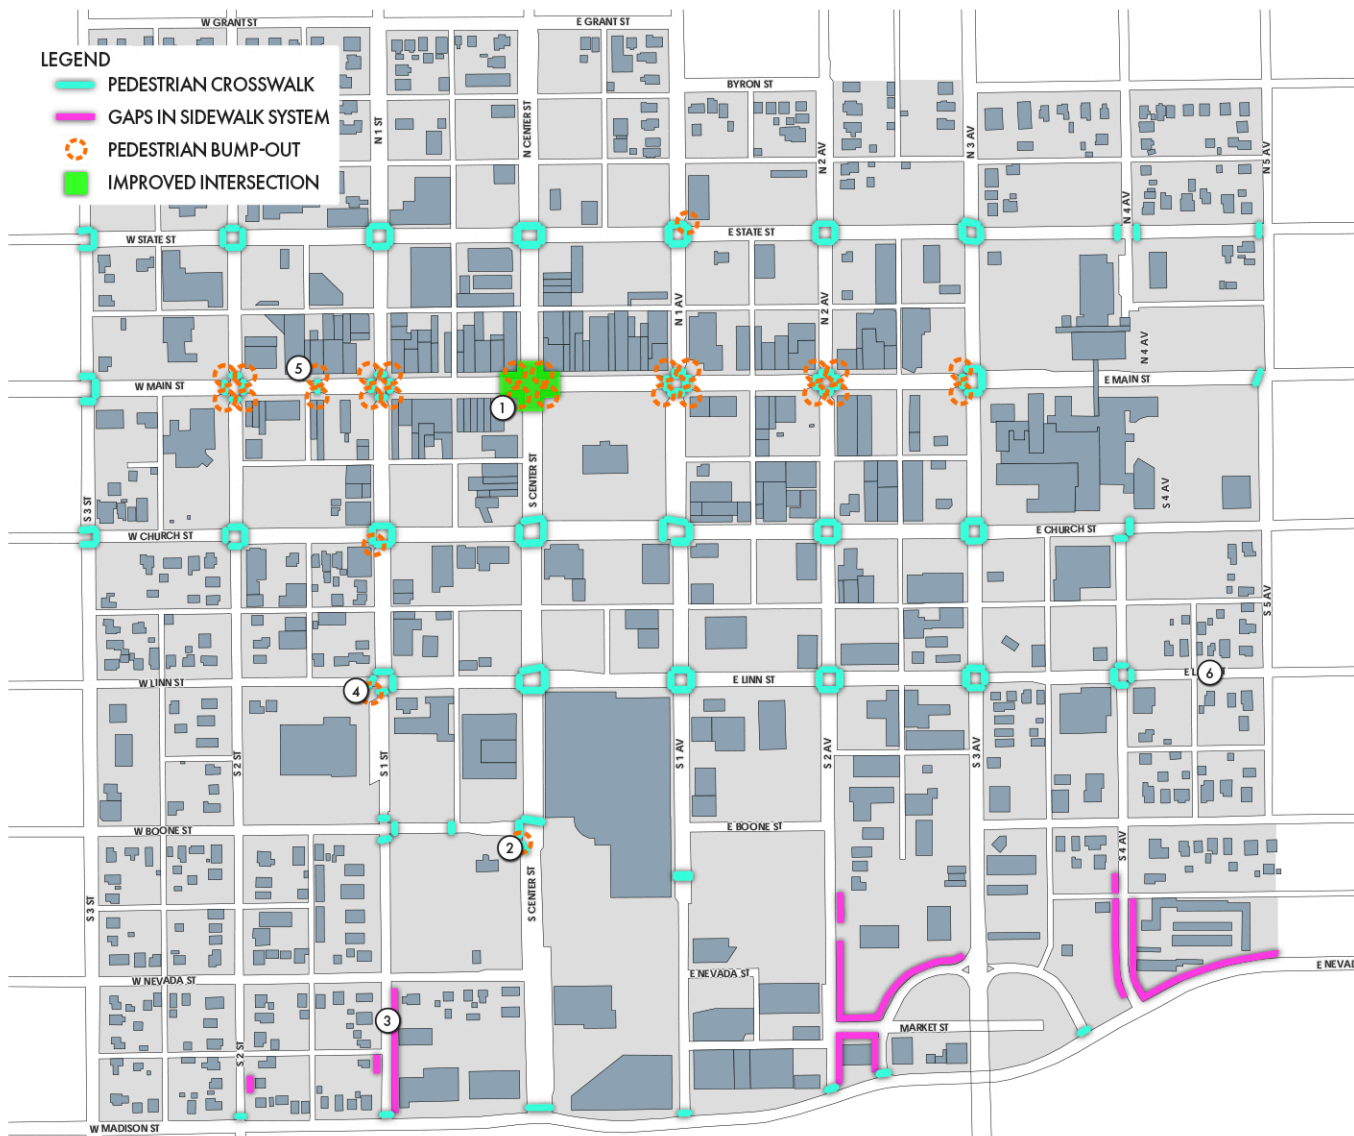 W GRANT ST
E GRANT ST
LEGEND
PEDESTRIAN CROSSWALK
GAPS IN SIDEWALK SYSTEM
PEDESTRIAN BUMP-OUT
IMPROVED INTERSECTION
BYRON ST
N 1 ST
N CENTER ST
N 2 AV
N 3 AV
N 5 AV
N 4 AV
W STATE ST
E STATE ST
N 1 AV
N 2 AV
N 4 AV
5
W MAIN ST
E MAIN ST
1
S CENTER ST
S 3 ST
S 4 AV
W CHURCH ST
E CHURCH ST
S 5 AV
W LINN ST
4
E LINN ST
6
S 2 ST
S 1 ST
S 1 AV
S 2 AV
S 3 AV
W BOONE ST
E BOONE ST
2
S 4 AV
S 3 ST
S CENTER ST
W NEVADA ST
E NEVADA ST
E NEVAD
3
MARKET ST
S 2 ST
W MADISON ST